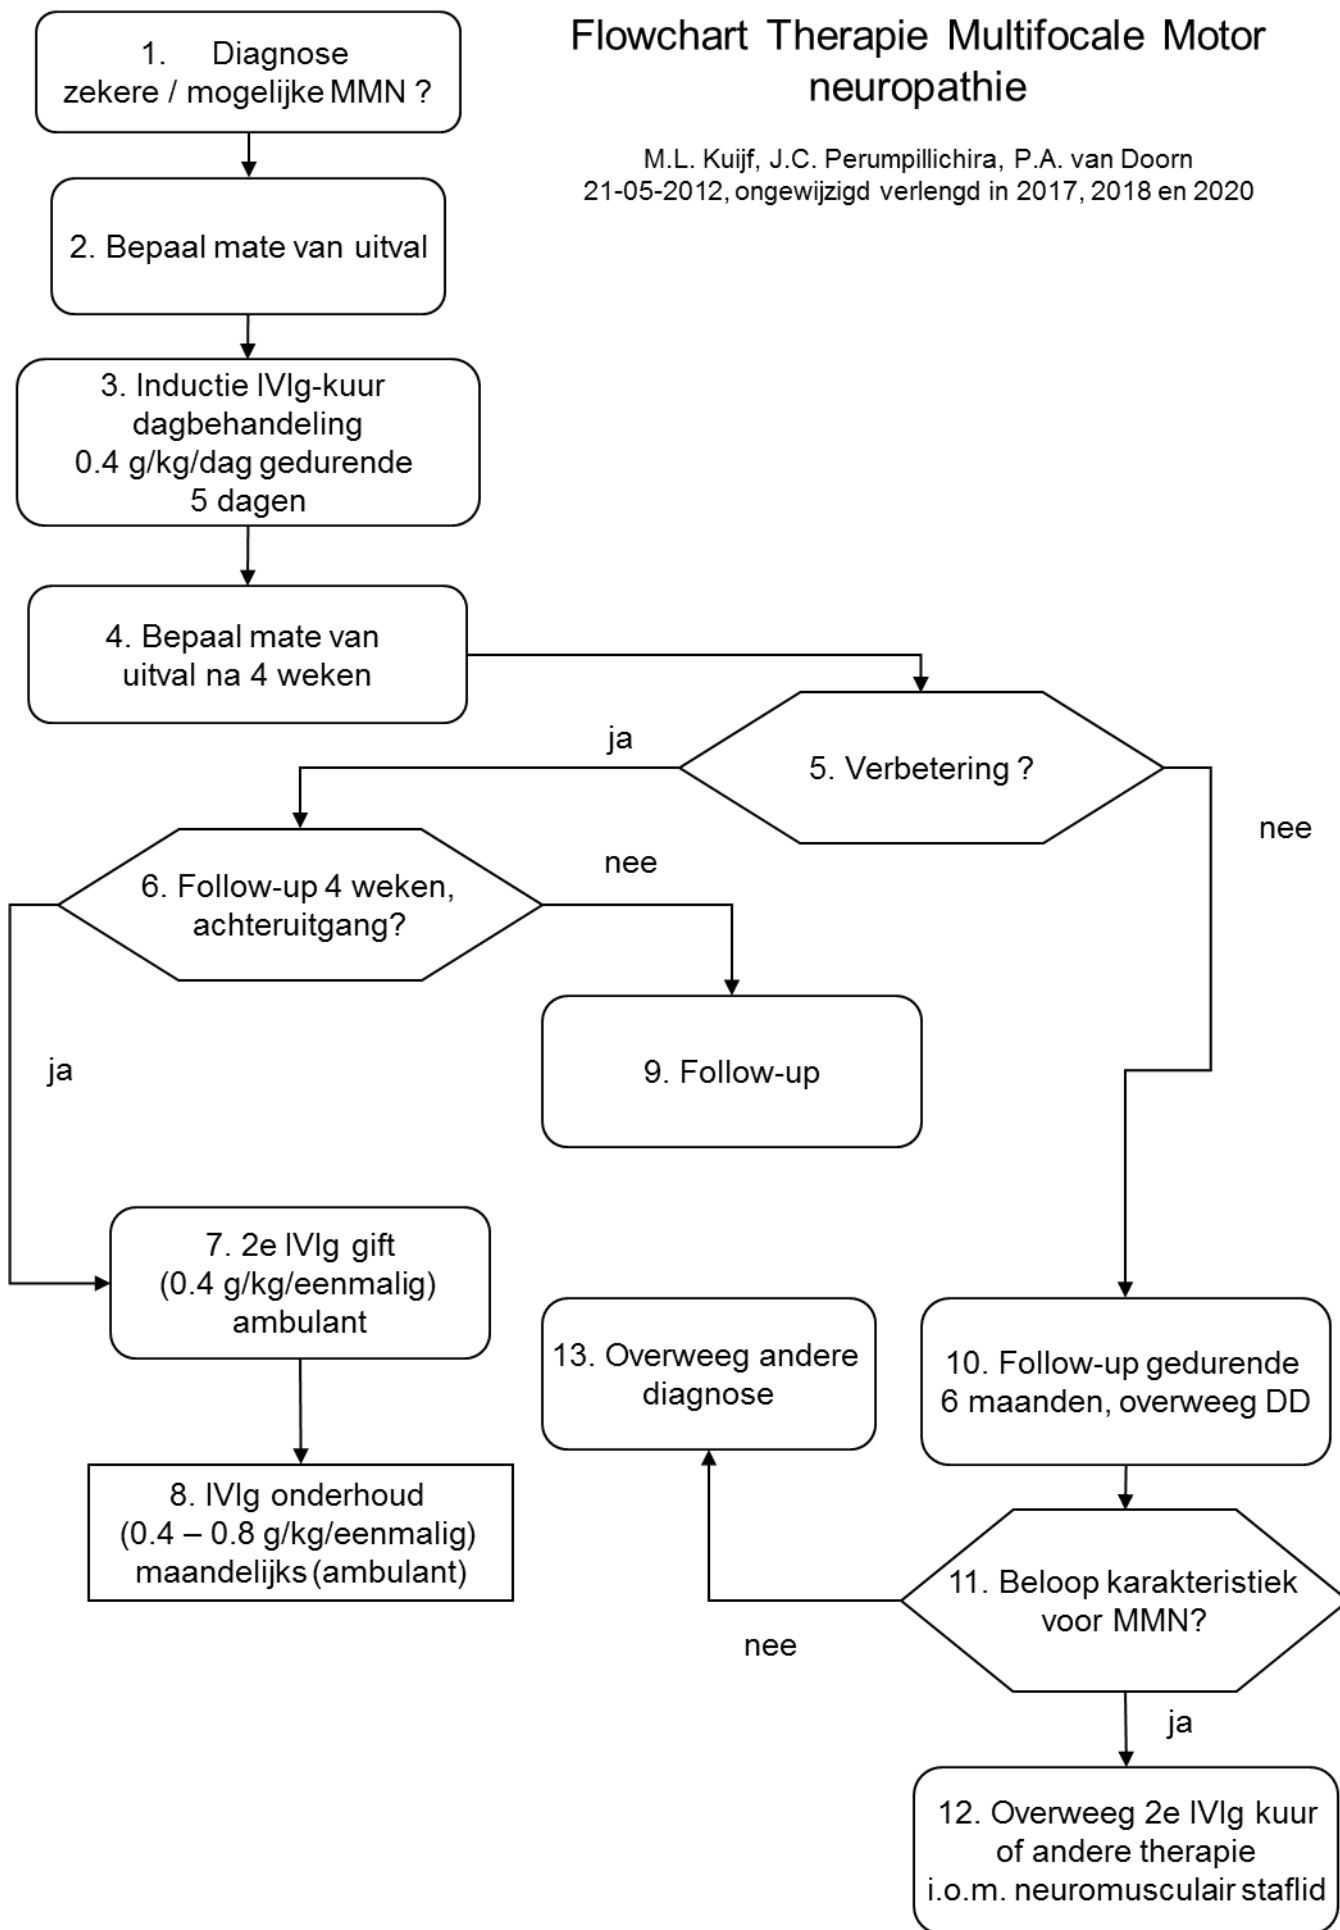 Flowchart Therapie Multifocale Motor
neuropathie
M.L. Kuijf, J.C. Perumpillichira, P.A. van Doorn
21-05-2012, ongewijzigd verlengd in 2017, 2018 en 2020
1. Diagnose
zekere / mogelijke MMN ?
2. Bepaal mate van uitval
3. Inductie IVIg-kuur
dagbehandeling
0.4 g/kg/dag gedurende
5 dagen
4. Bepaal mate van
uitval na 4 weken
5. Verbetering ?
ja
nee
6. Follow-up 4 weken,
achteruitgang?
nee
ja
9. Follow-up
7. 2e IVIg gift
(0.4 g/kg/eenmalig)
ambulant
8. IVIg onderhoud
(0.4 – 0.8 g/kg/eenmalig)
maandelijks (ambulant)
13. Overweeg andere
diagnose
10. Follow-up gedurende
6 maanden, overweeg DD
11. Beloop karakteristiek
voor MMN?
nee
ja
12. Overweeg 2e IVIg kuur
of andere therapie
i.o.m. neuromusculair staflid